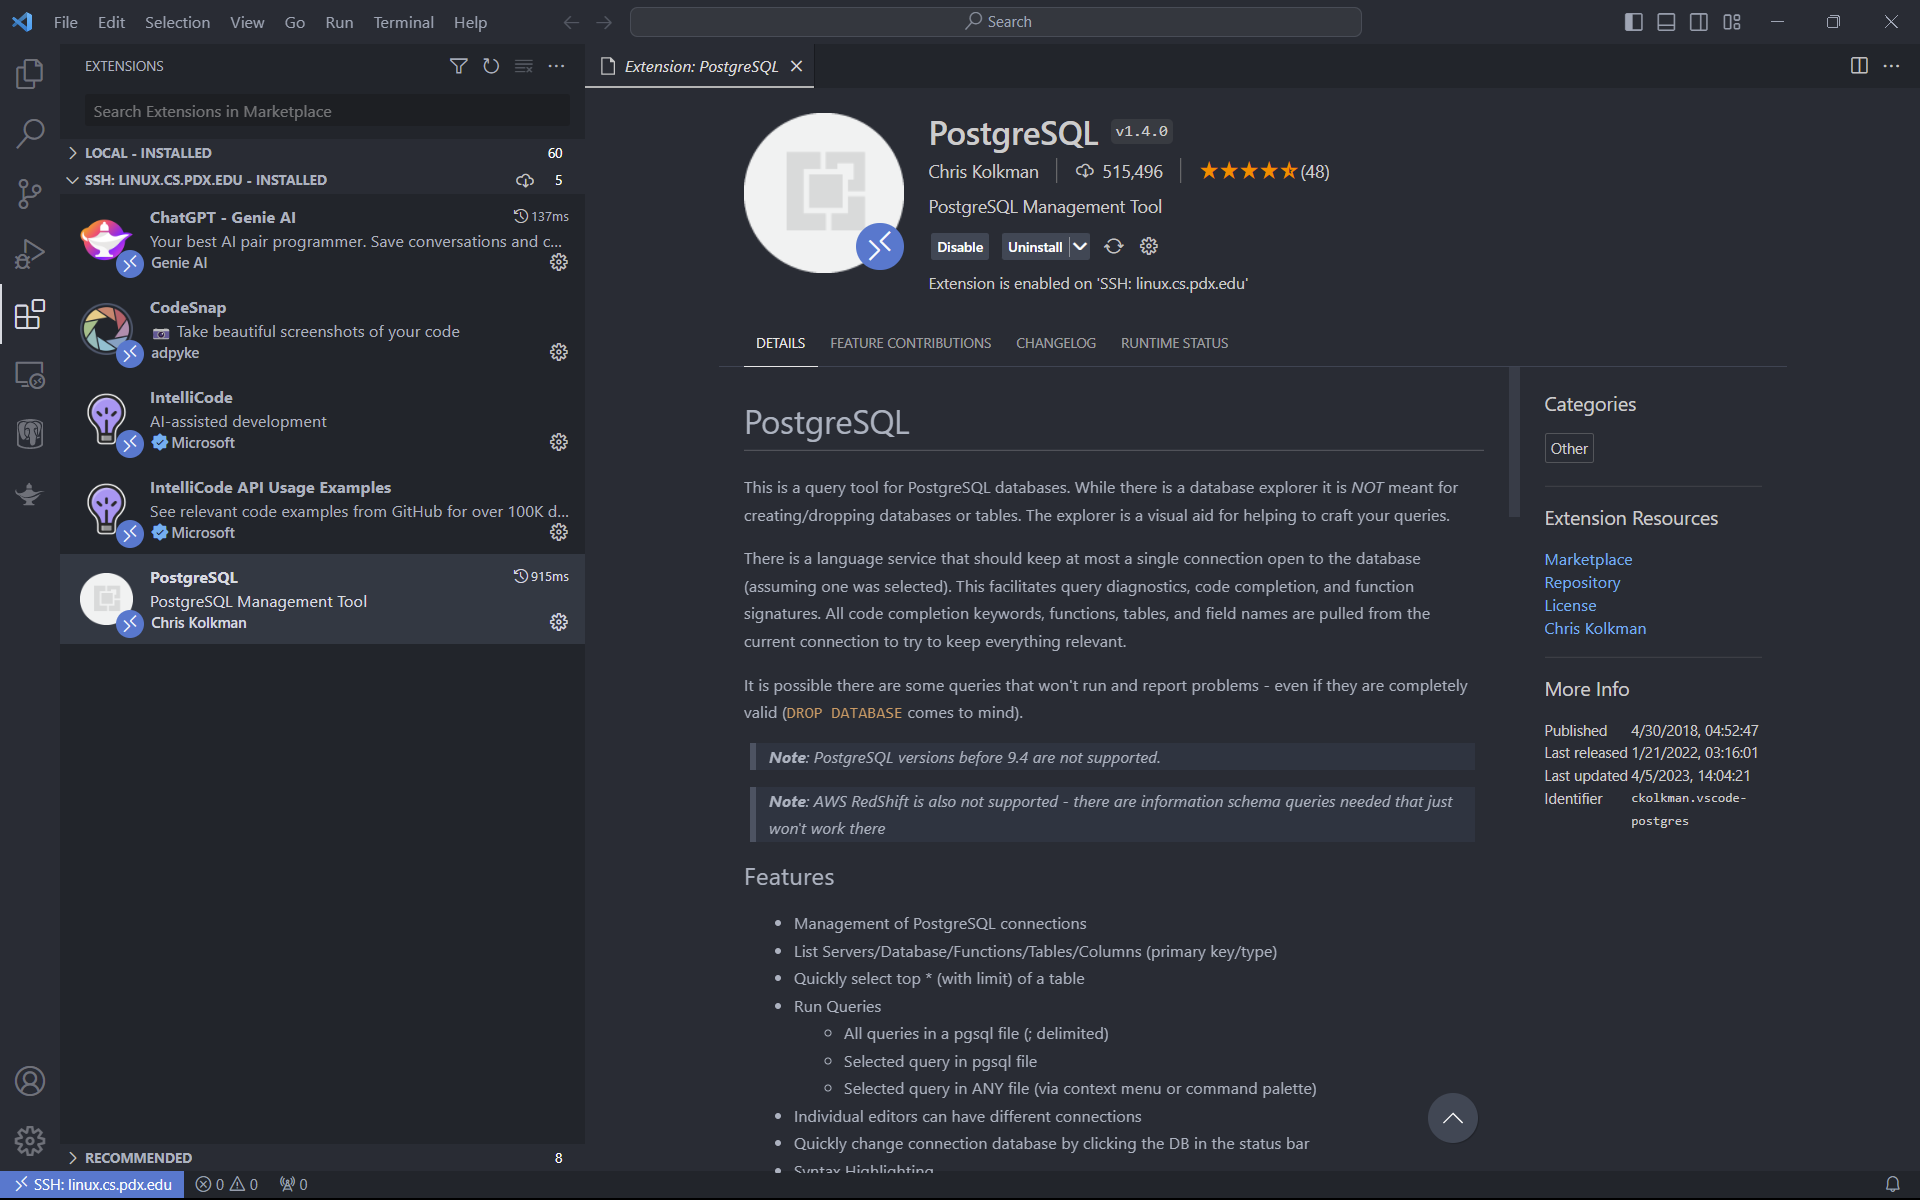 File Edit Selection View Go Run Terminal Help
Search
EXTENSIONS
Search Extensions in Marketplace
LOCAL - INSTALLED 60
SSH: LINUX.CS.PDX.EDU - INSTALLED 5
ChatGPT - Genie AI 137ms
Your best AI pair programmer. Save conversations and c...
Genie AI
CodeSnap
Take beautiful screenshots of your code
adpyke
IntelliCode
AI-assisted development
Microsoft
IntelliCode API Usage Examples
See relevant code examples from GitHub for over 100K d...
Microsoft
PostgreSQL 915ms
PostgreSQL Management Tool
Chris Kolkman
RECOMMENDED 8
Extension: PostgreSQL
PostgreSQL v1.4.0
Chris Kolkman 515,496 (48)
PostgreSQL Management Tool
Disable Uninstall
Extension is enabled on 'SSH: linux.cs.pdx.edu'
DETAILS FEATURE CONTRIBUTIONS CHANGELOG RUNTIME STATUS
PostgreSQL
This is a query tool for PostgreSQL databases. While there is a database explorer it is NOT meant for
creating/dropping databases or tables. The explorer is a visual aid for helping to craft your queries.
There is a language service that should keep at most a single connection open to the database
(assuming one was selected). This facilitates query diagnostics, code completion, and function
signatures. All code completion keywords, functions, tables, and field names are pulled from the
current connection to try to keep everything relevant.
It is possible there are some queries that won't run and report problems - even if they are completely
valid (DROP DATABASE comes to mind).
Note: PostgreSQL versions before 9.4 are not supported.
Note: AWS RedShift is also not supported - there are information schema queries needed that just
won't work there
Features
Management of PostgreSQL connections
List Servers/Database/Functions/Tables/Columns (primary key/type)
Quickly select top * (with limit) of a table
Run Queries
All queries in a pgsql file (; delimited)
Selected query in pgsql file
Selected query in ANY file (via context menu or command palette)
Individual editors can have different connections
Quickly change connection database by clicking the DB in the status bar
Syntax Highlighting
Categories
Other
Extension Resources
Marketplace
Repository
License
Chris Kolkman
More Info
Published 4/30/2018, 04:52:47
Last released 1/21/2022, 03:16:01
Last updated 4/5/2023, 14:04:21
Identifier ckolkman.vscode-
postgres
SSH: linux.cs.pdx.edu 0 0 0